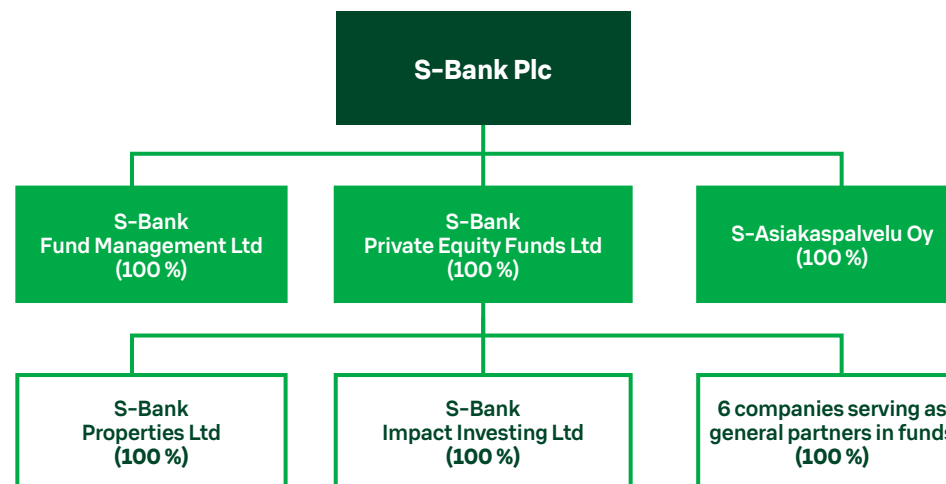 S-Bank Plc
S-Bank
Fund Management Ltd
(100 %)
S-Bank
Private Equity Funds Ltd
(100 %)
S-Asiakaspalvelu Oy
(100 %)
S-Bank
Properties Ltd
(100 %)
S-Bank
Impact Investing Ltd
(100 %)
6 companies serving as
general partners in funds
(100 %)